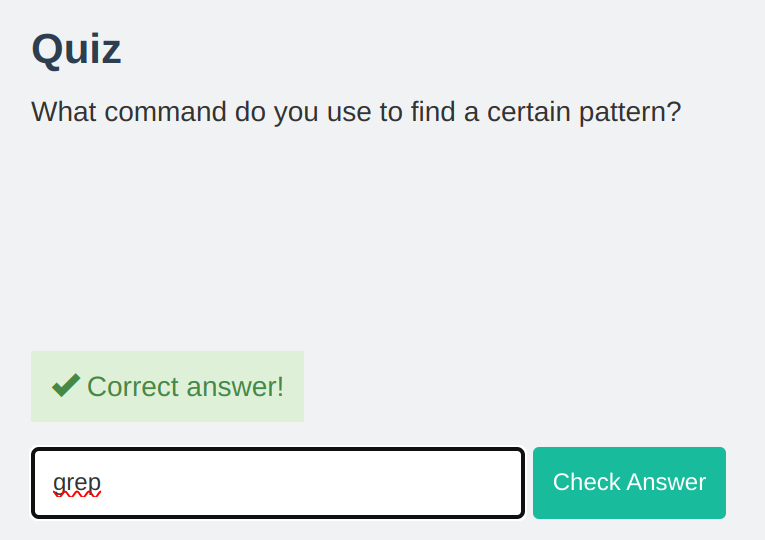 Quiz
What command do you use to find a certain pattern?
Correct answer!
grep
Check Answer